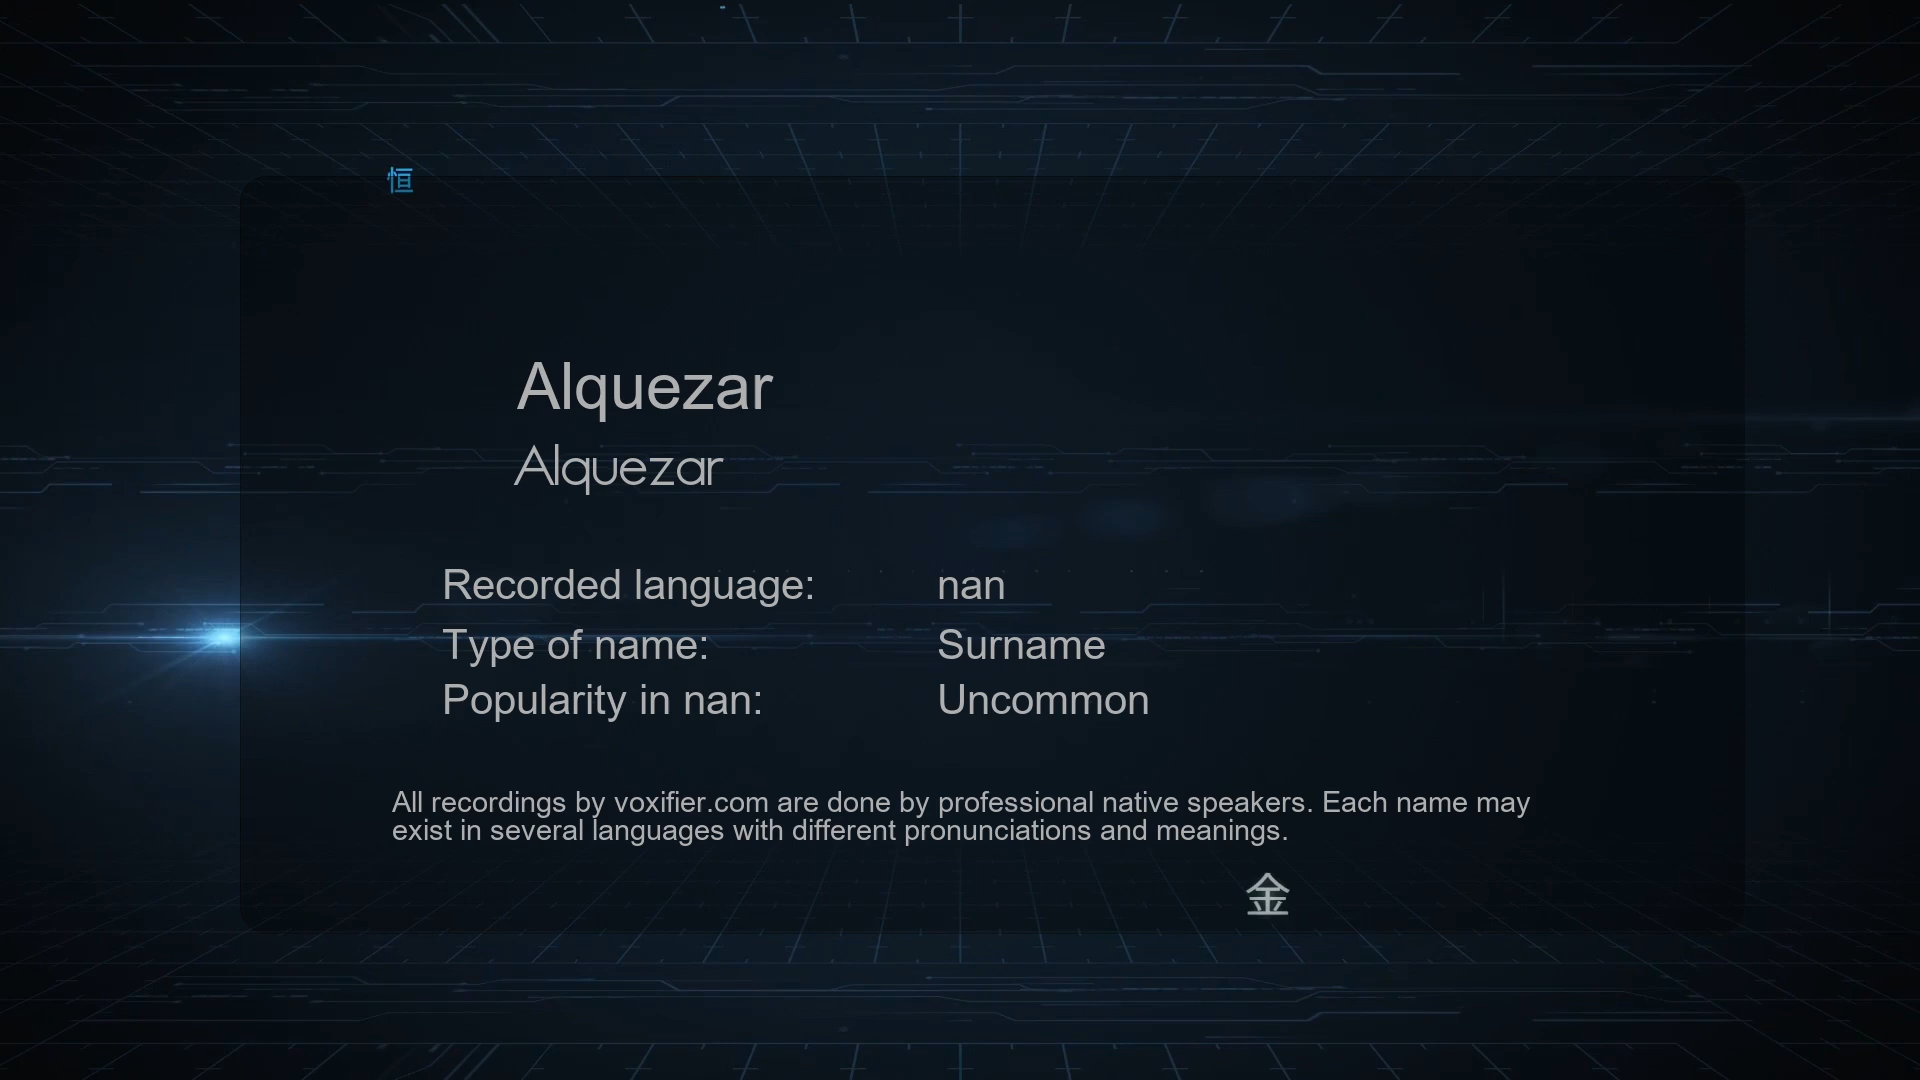 恒
Alquezar
Alquezar
Recorded language: nan
Type of name: Surname
Popularity in nan: Uncommon
All recordings by voxifier.com are done by professional native speakers. Each name may
exist in several languages with different pronunciations and meanings.
金